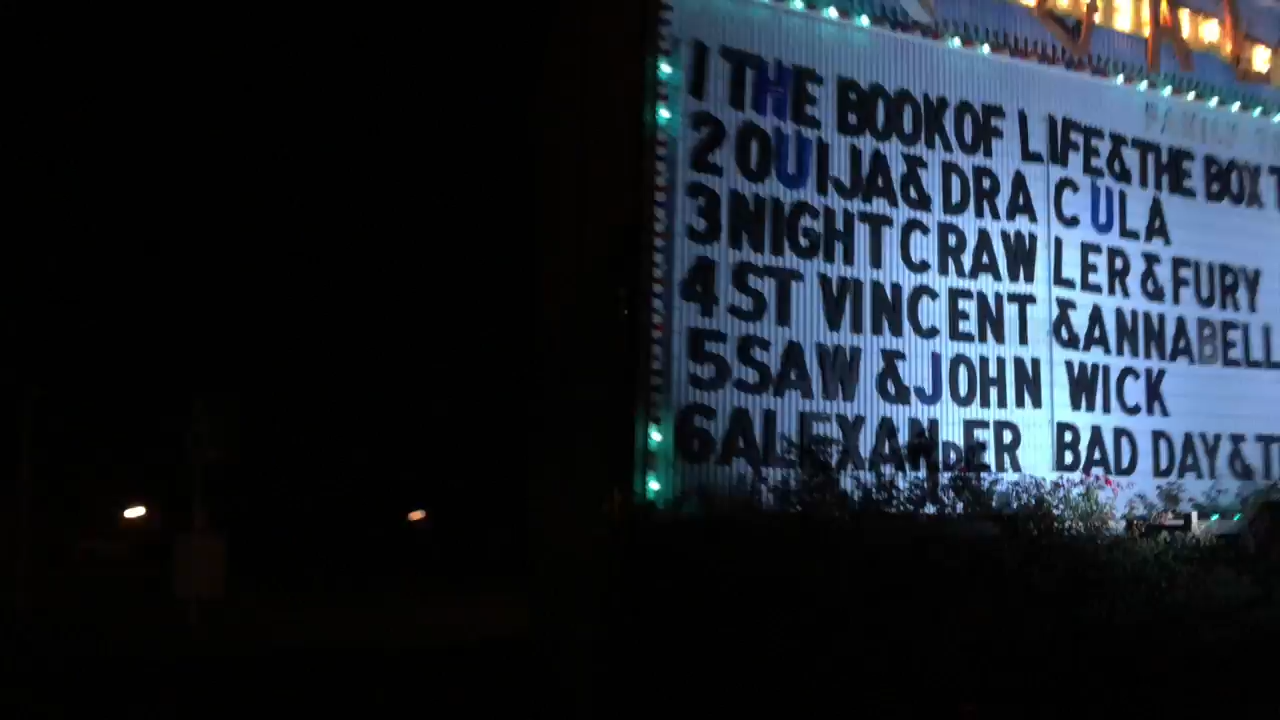 1 THE BOOK OF LIFE & THE BOX T
2 OUIJA & DRACULA
3 NIGHTCRAWLER & FURY
4 ST VINCENT & ANNABELL
5 SAW & JOHN WICK
6 ALEXANDER BAD DAY & T